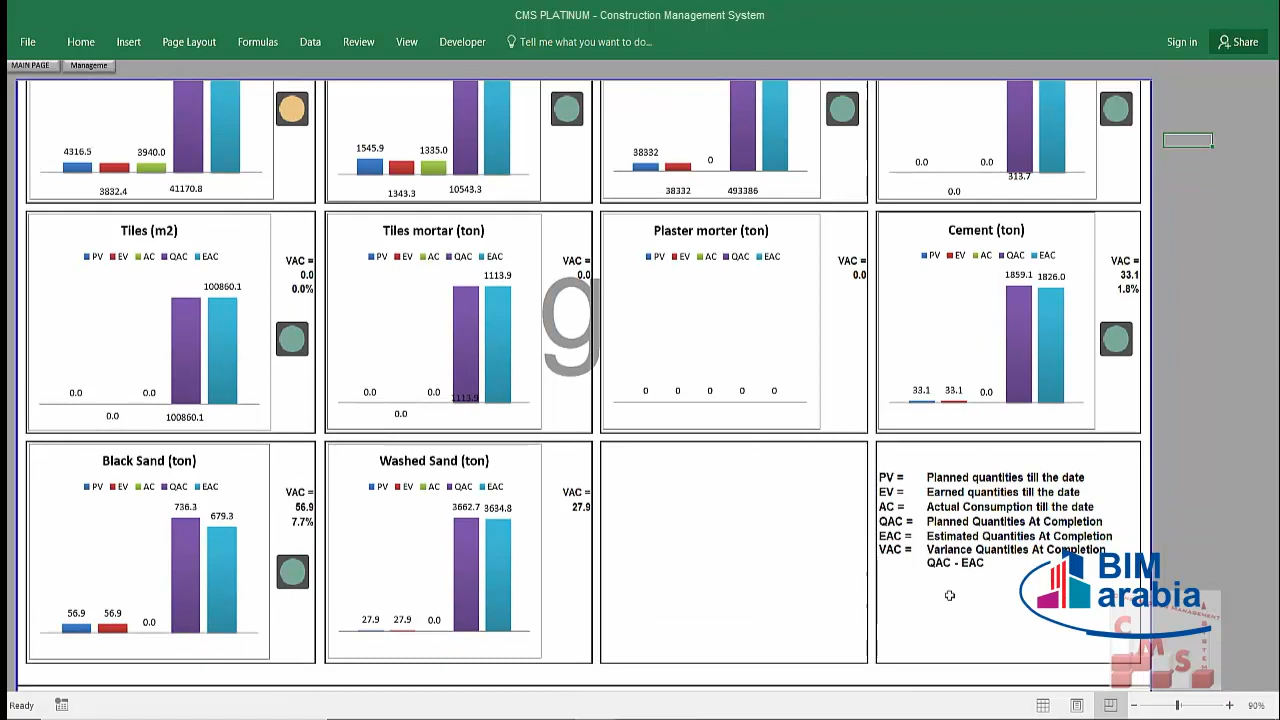 CMS PLATINUM - Construction Management System
File Home Insert Page Layout Formulas Data Review View Developer Tell me what you want to do... Sign in Share
MAIN PAGE Manageme
4316.5 3940.0
3832.4 41170.8
1545.9 1335.0
1343.3 10543.3
38332 0
38332 493386
0.0 0.0
0.0 313.7
Tiles (m2)
PV EV AC QAC EAC
VAC =
0.0
0.0%
100860.1
0.0 0.0
0.0 100860.1
Tiles mortar (ton)
PV EV AC QAC EAC
VAC =
0.0
1113.9
0.0 0.0 1113.9
0.0
g
Plaster morter (ton)
PV EV AC QAC EAC
VAC =
0.0
0 0 0 0 0
Cement (ton)
PV EV AC QAC EAC
VAC =
33.1
1.8%
1859.1 1826.0
33.1 33.1 0.0
Black Sand (ton)
PV EV AC QAC EAC
VAC =
56.9
7.7%
736.3 679.3
56.9 56.9 0.0
Washed Sand (ton)
PV EV AC QAC EAC
VAC =
27.9
3662.7 3634.8
27.9 27.9 0.0
PV = Planned quantities till the date
EV = Earned quantities till the date
AC = Actual Consumption till the date
QAC = Planned Quantities At Completion
EAC = Estimated Quantities At Completion
VAC = Variance Quantities At Completion
QAC - EAC
BIM
arabia
CMS
Ready 90%